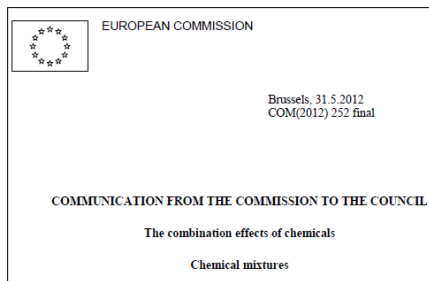 EUROPEAN COMMISSION
Brussels, 31.5.2012
COM(2012) 252 final
COMMUNICATION FROM THE COMMISSION TO THE COUNCIL
The combination effects of chemicals
Chemical mixtures